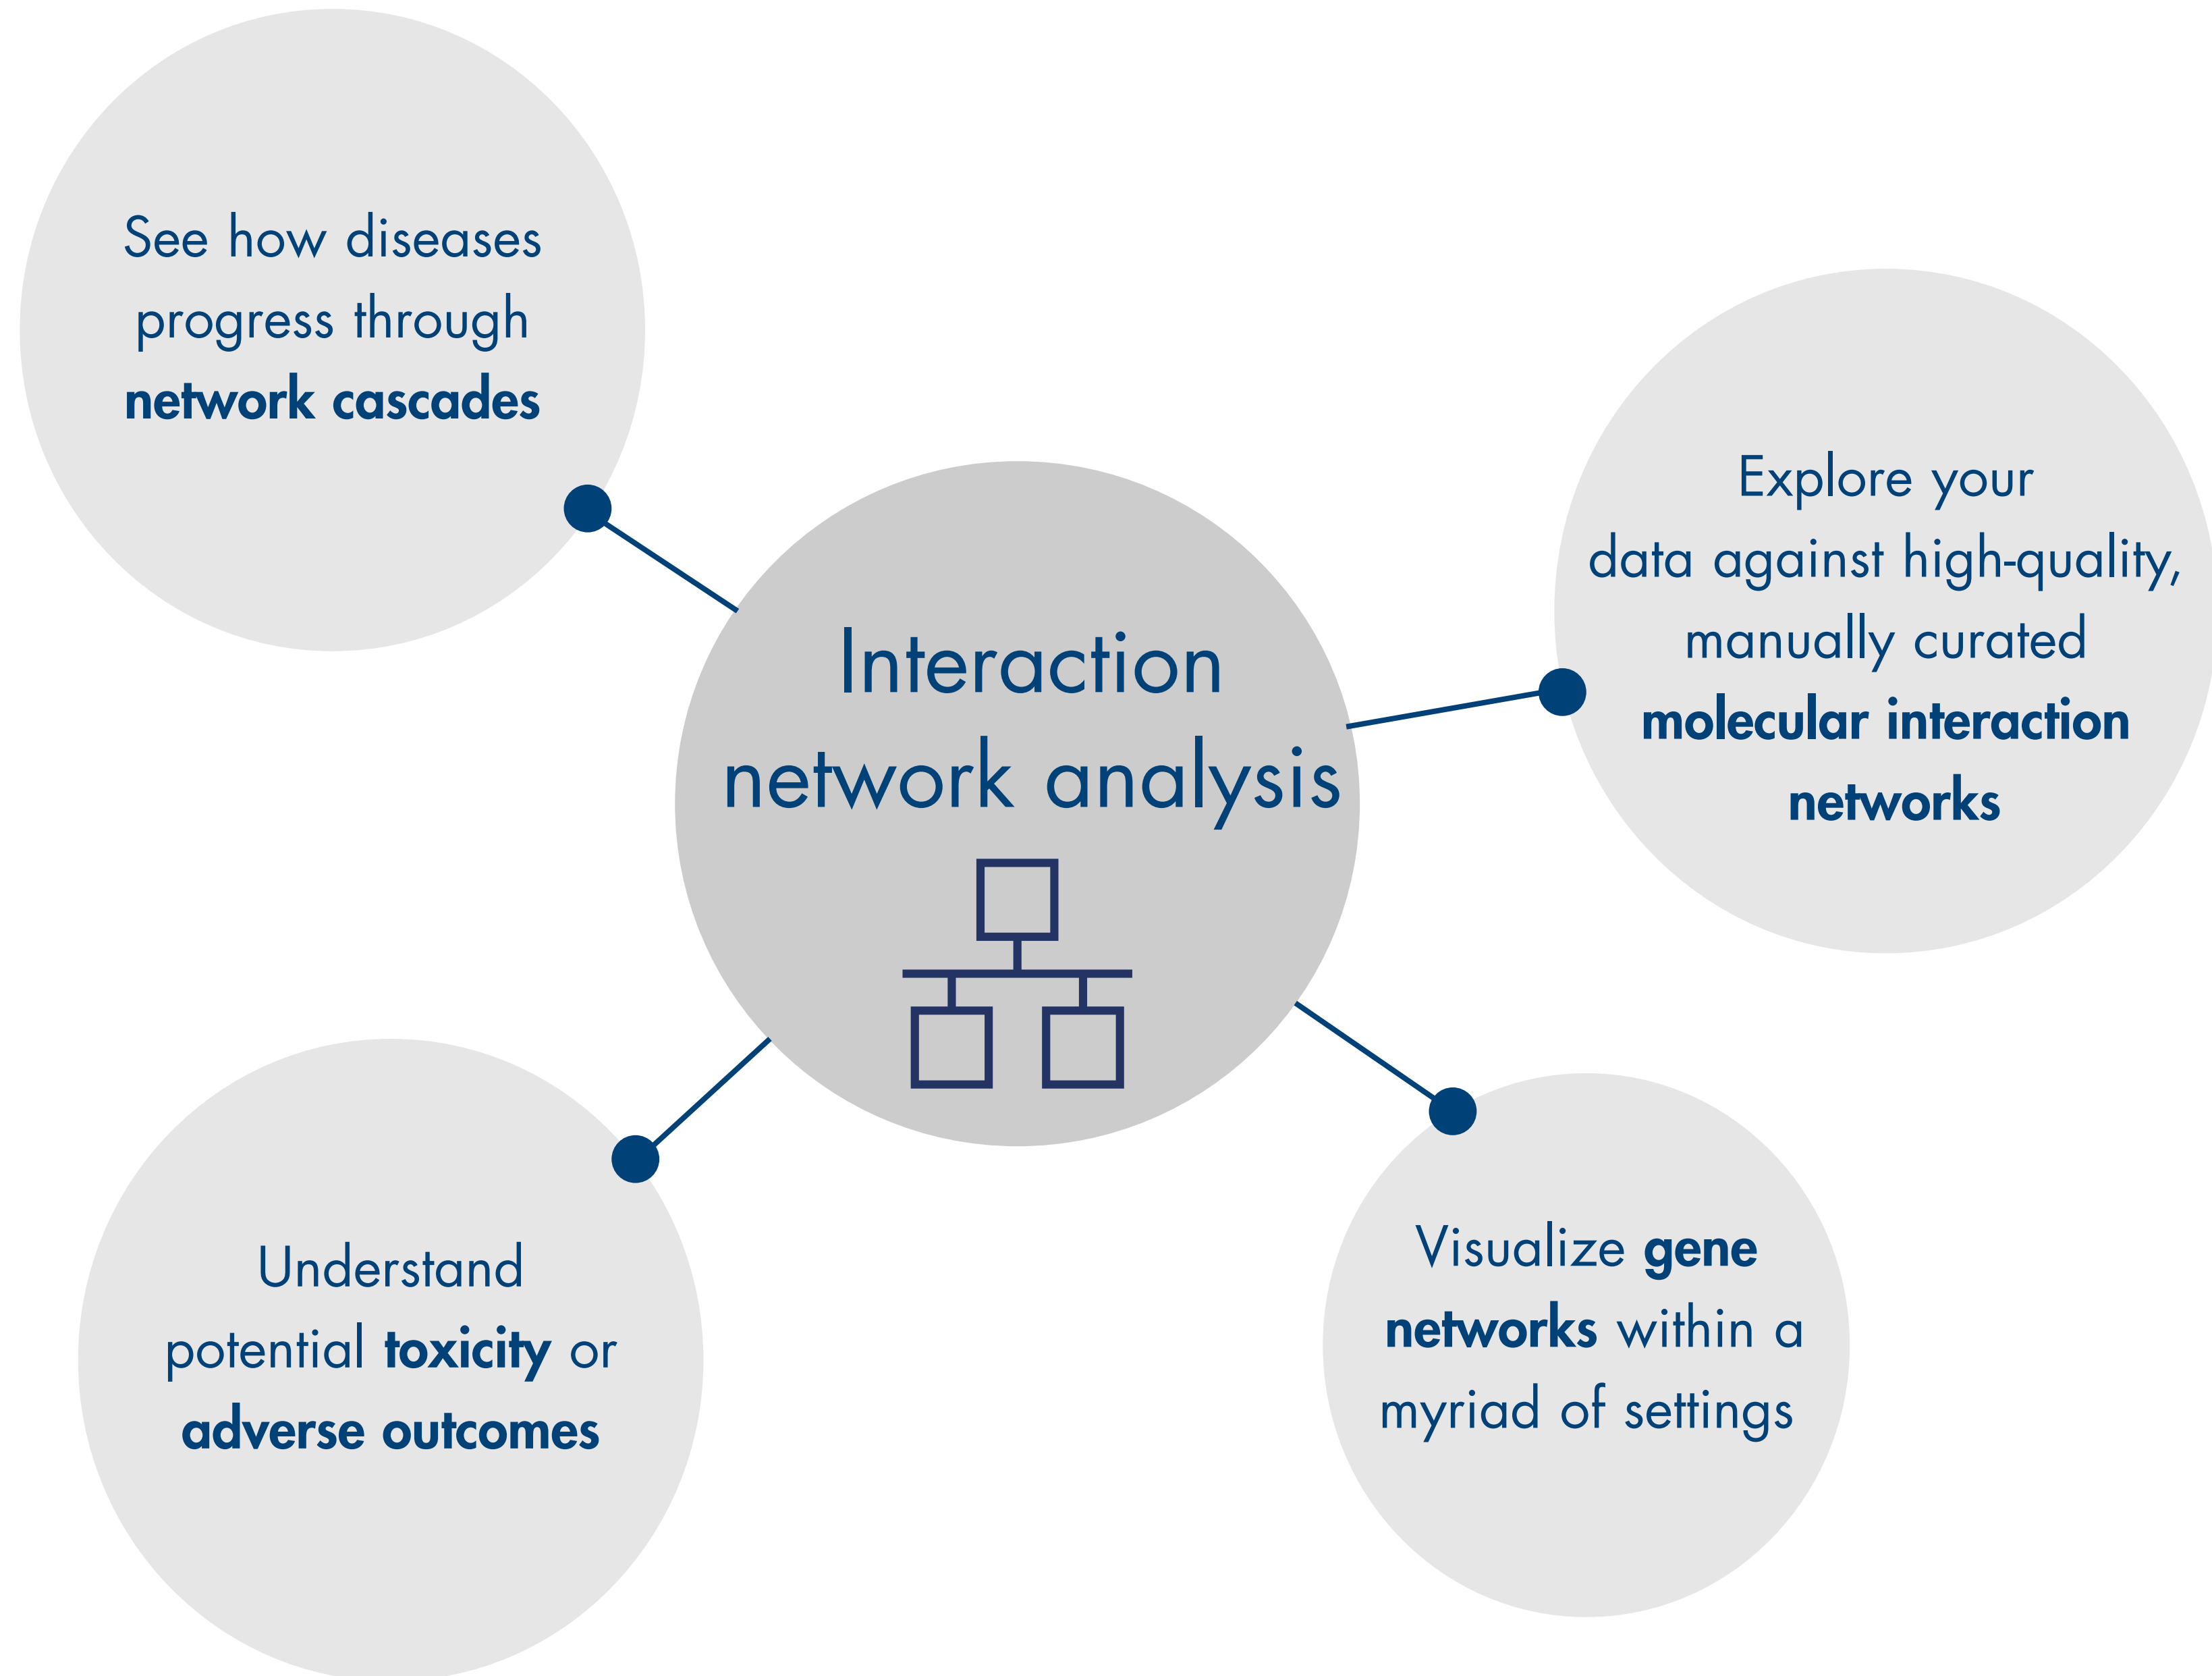 See how diseases
progress through
network cascades
Explore your
data against high-quality,
manually curated
molecular interaction
networks
Interaction
network analysis
Understand
potential toxicity or
adverse outcomes
Visualize gene
networks within a
myriad of settings